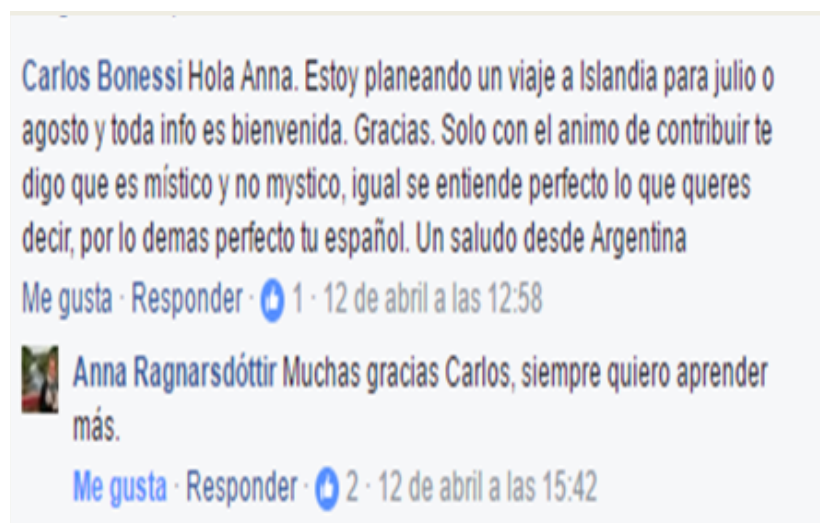 Carlos Bonessi Hola Anna. Estoy planeando un viaje a Islandia para julio o
agosto y toda info es bienvenida. Gracias. Solo con el animo de contribuir te
digo que es místico y no mystico, igual se entiende perfecto lo que queres
decir, por lo demas perfecto tu español. Un saludo desde Argentina
Me gusta · Responder · 1 · 12 de abril a las 12:58
Anna Ragnarsdóttir Muchas gracias Carlos, siempre quiero aprender
más.
Me gusta · Responder · 2 · 12 de abril a las 15:42